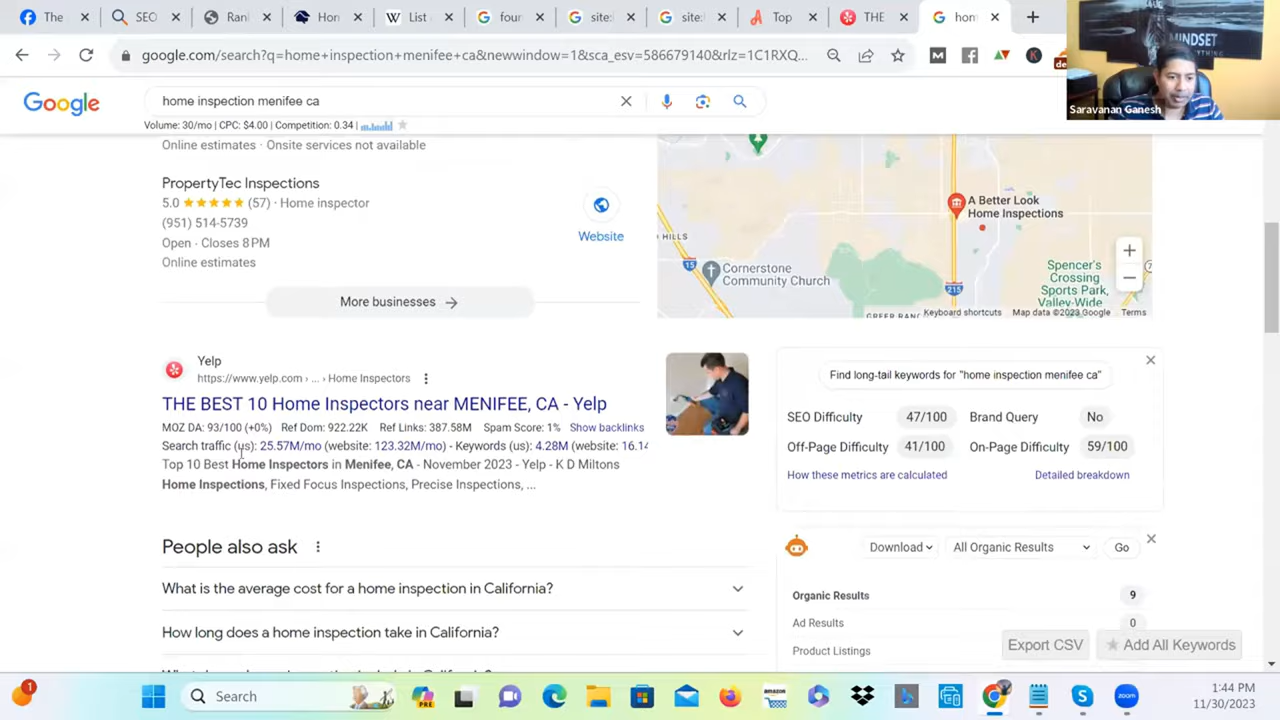 The
SEO
Ranl
Hon
List
four
site:
site:
Top
THE
hom
google.com/search?q=home+inspection+menifee+ca&rnewwindow=1&sca_esv=586679140&rlz=1C1RXQ...
MINDSET
Saravanan Ganesh
Google
home inspection menifee ca
Volume: 30/mo | CPC: $4.00 | Competition: 0.34 |
Online estimates · Onsite services not available
PropertyTec Inspections
5.0 (57) · Home inspector
(951) 514-5739
Open · Closes 8 PM
Online estimates
Website
More businesses
A Better Look
Home Inspections
HILLS
15
Cornerstone
Community Church
215
Spencer's
Crossing
Sports Park,
Valley-Wide
Keyboard shortcuts Map data ©2023 Google Terms
Yelp
https://www.yelp.com › ... › Home Inspectors
THE BEST 10 Home Inspectors near MENIFEE, CA - Yelp
MOZ DA: 93/100 (+0%) Ref Dom: 922.22K Ref Links: 387.58M Spam Score: 1% Show backlinks
Search traffic (us): 25.57M/mo (website: 123.32M/mo) - Keywords (us): 4.28M (website: 16.14
Top 10 Best Home Inspectors in Menifee, CA - November 2023 - Yelp - K D Miltons
Home Inspections, Fixed Focus Inspections, Precise Inspections, ...
People also ask
What is the average cost for a home inspection in California?
How long does a home inspection take in California?
Find long-tail keywords for "home inspection menifee ca"
SEO Difficulty 47/100 Brand Query No
Off-Page Difficulty 41/100 On-Page Difficulty 59/100
How these metrics are calculated Detailed breakdown
Download All Organic Results Go
Organic Results 9
Ad Results 0
Product Listings
Export CSV Add All Keywords
1
Search
amazon
zoom
1:44 PM
11/30/2023